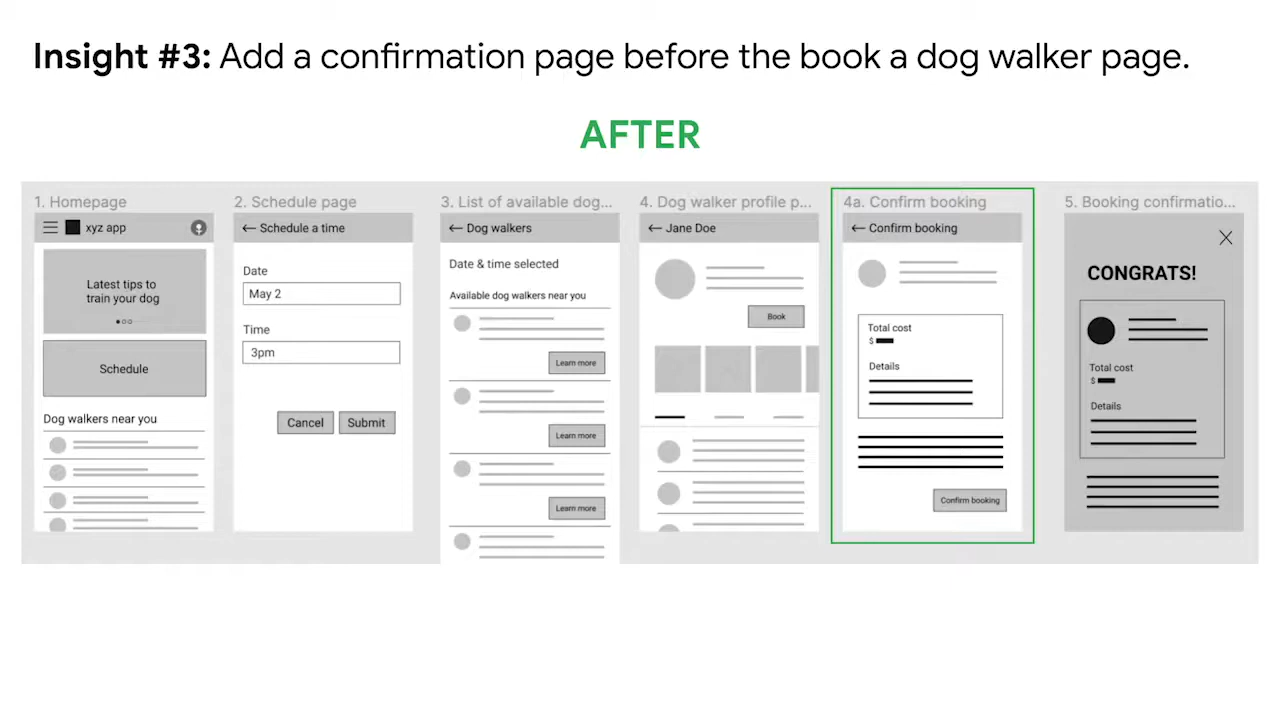 Insight #3: Add a confirmation page before the book a dog walker page.
AFTER
1. Homepage
xyz app
Latest tips to
train your dog
Schedule
Dog walkers near you
2. Schedule page
Schedule a time
Date
May 2
Time
3pm
Cancel
Submit
3. List of available dog...
Dog walkers
Date & time selected
Available dog walkers near you
Learn more
Learn more
Learn more
4. Dog walker profile p...
Jane Doe
Book
4a. Confirm booking
Confirm booking
Total cost
$
Details
Confirm booking
5. Booking confirmatio...
CONGRATS!
Total cost
$
Details